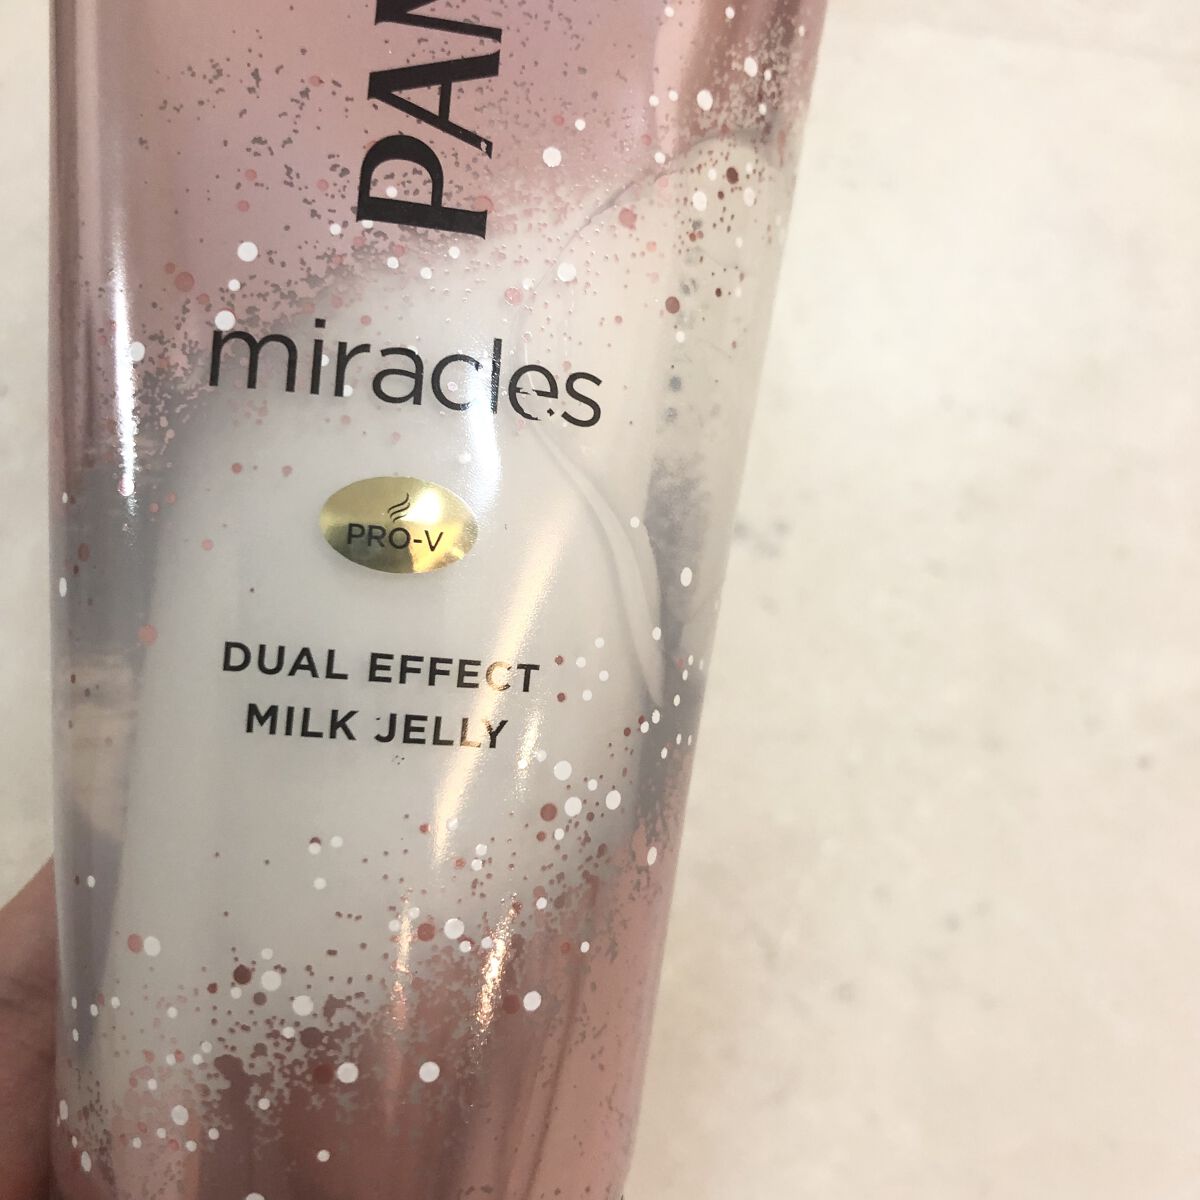 PAN
miracles
PRO-V
DUAL EFFECT
MILK JELLY